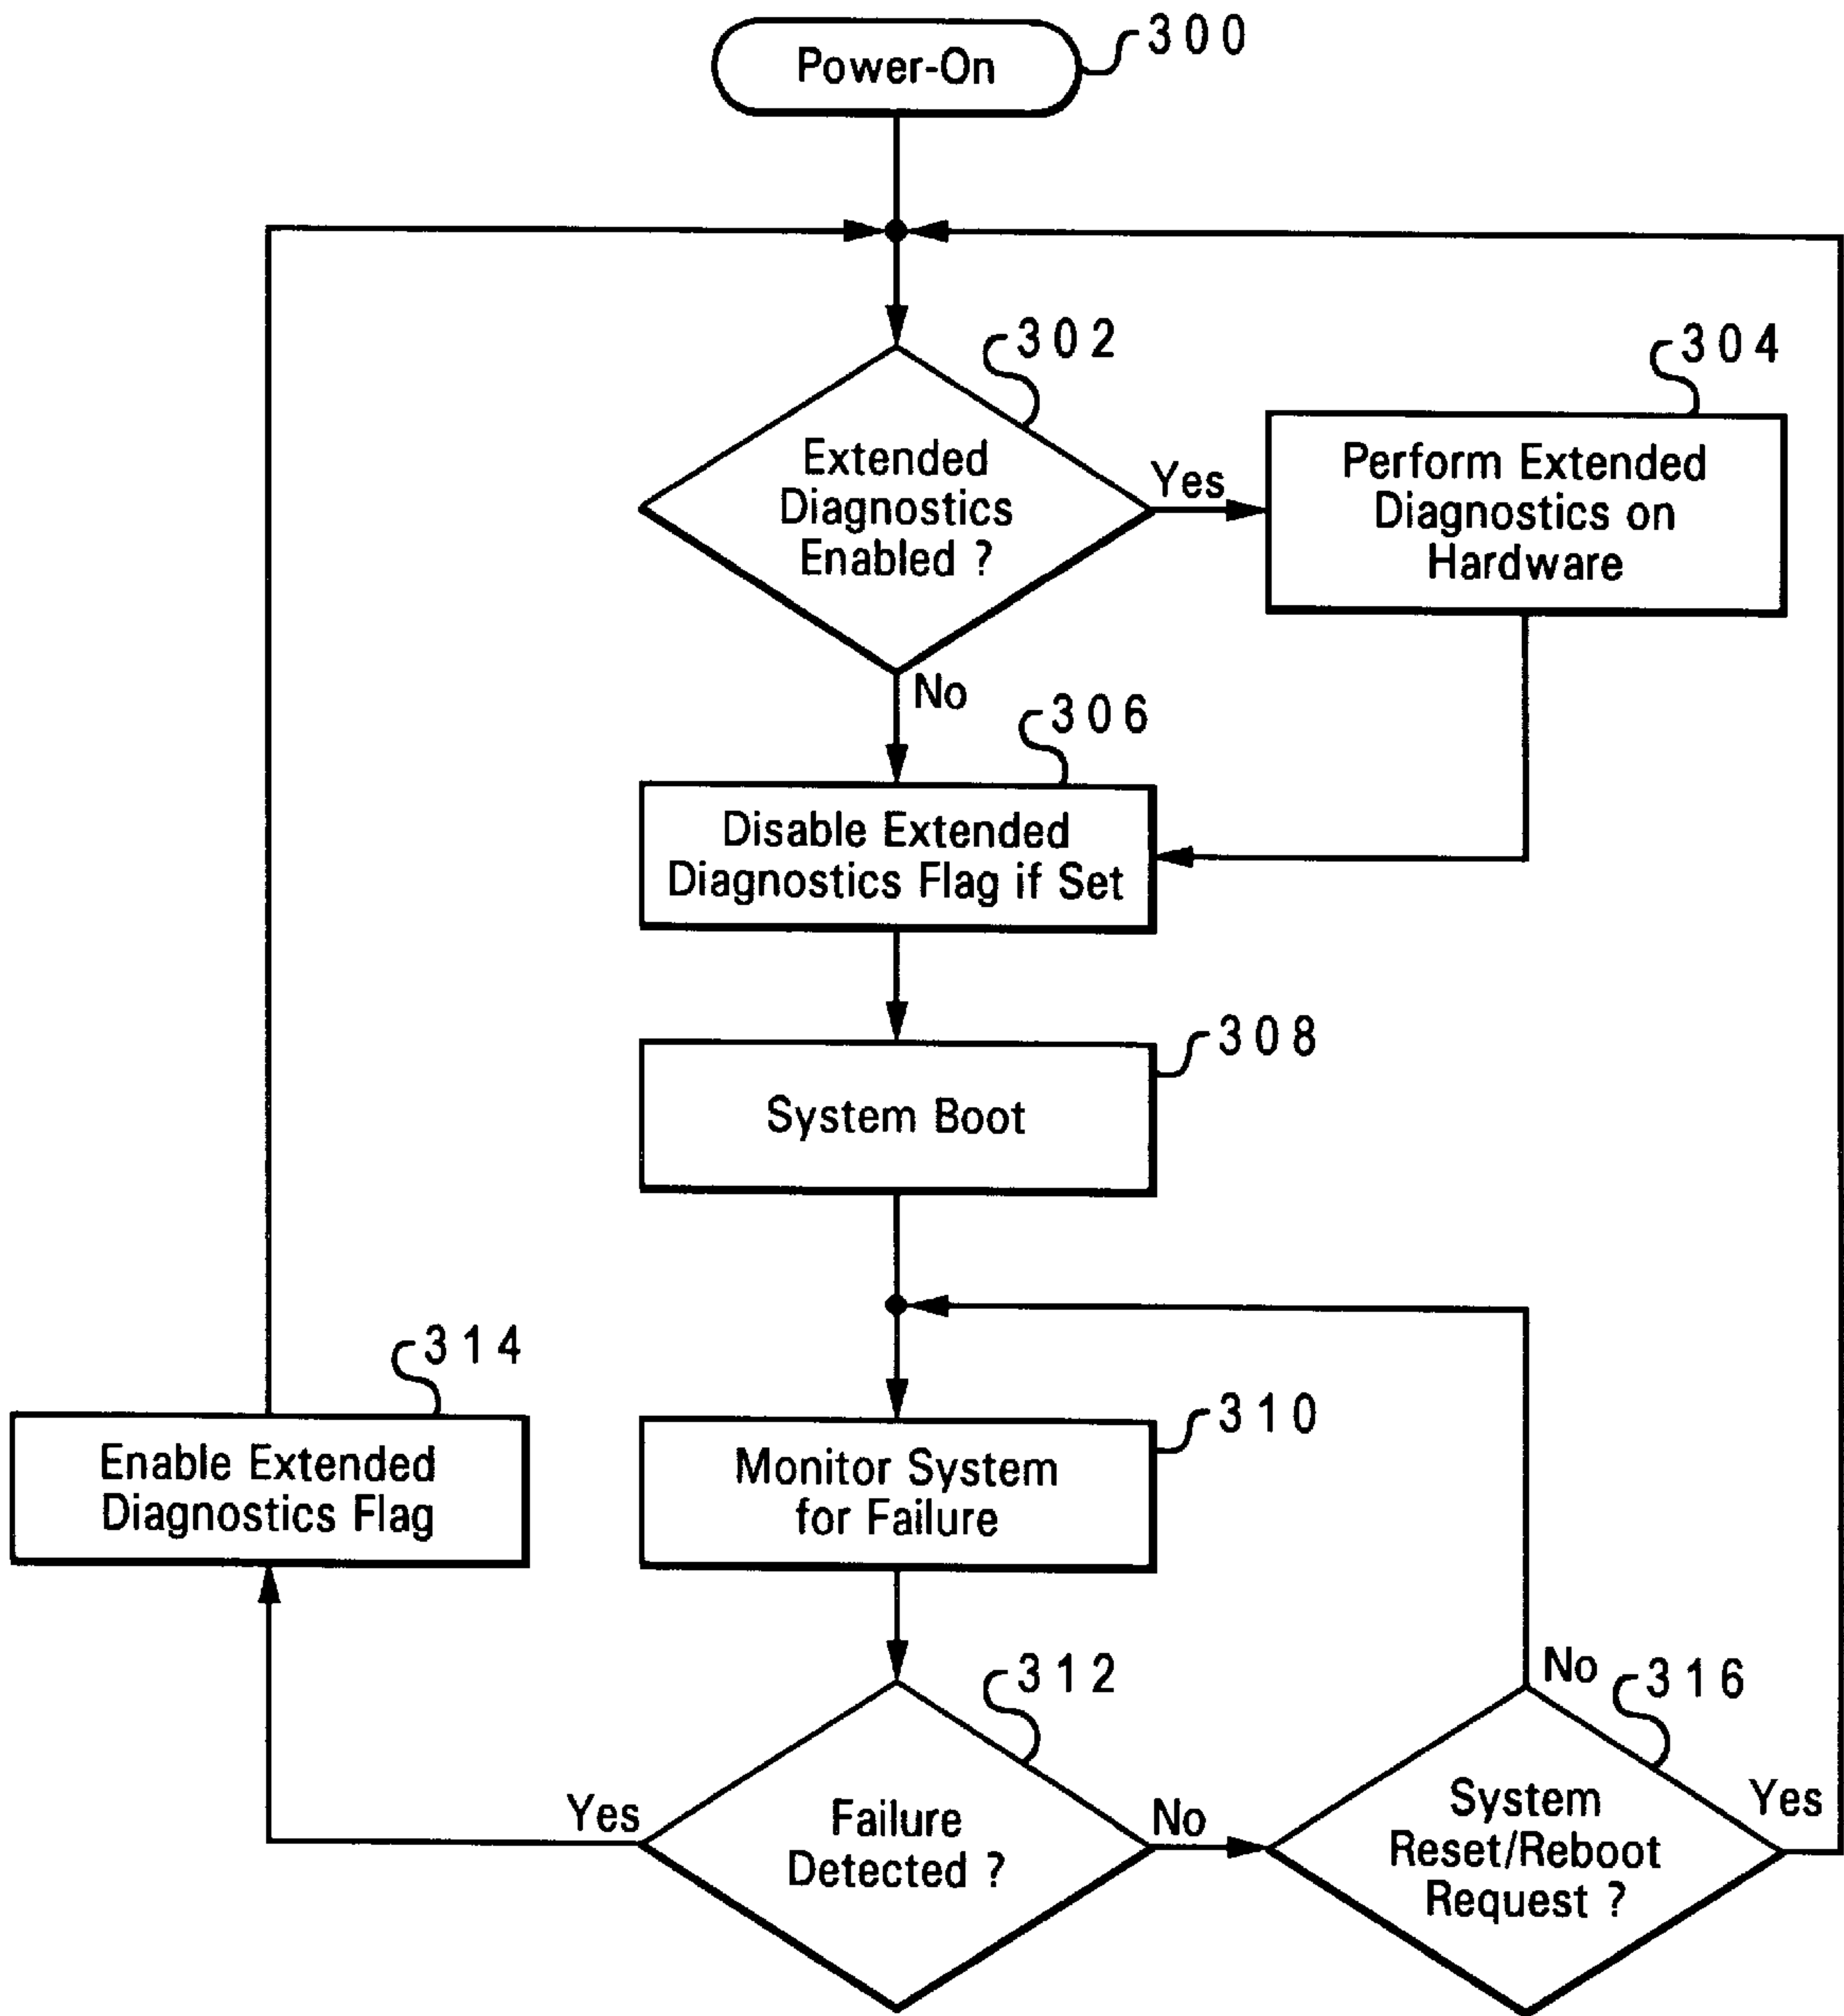 Power-On
300
302
Extended
Diagnostics
Enabled ?
Yes
304
Perform Extended
Diagnostics on
Hardware
No
306
Disable Extended
Diagnostics Flag if Set
308
System Boot
314
Enable Extended
Diagnostics Flag
310
Monitor System
for Failure
312
Failure
Detected ?
Yes
No
316
System
Reset/Reboot
Request ?
No
Yes